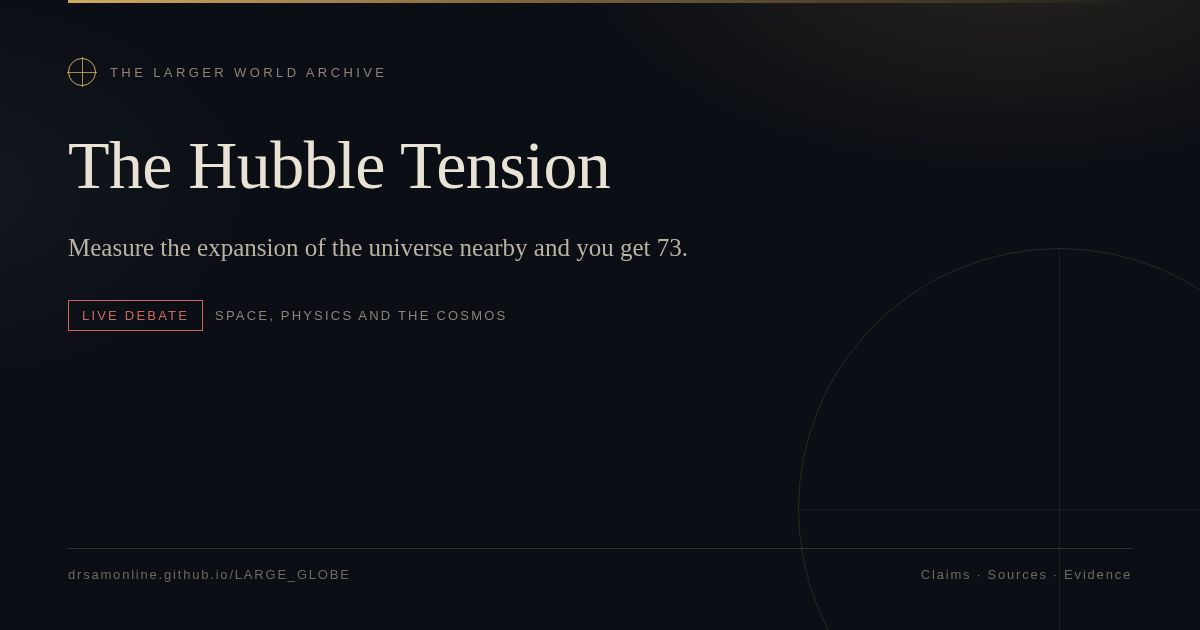 THE LARGER WORLD ARCHIVE
The Hubble Tension
Measure the expansion of the universe nearby and you get 73.
LIVE DEBATE SPACE, PHYSICS AND THE COSMOS
drsamonline.github.io/LARGE_GLOBE
Claims · Sources · Evidence